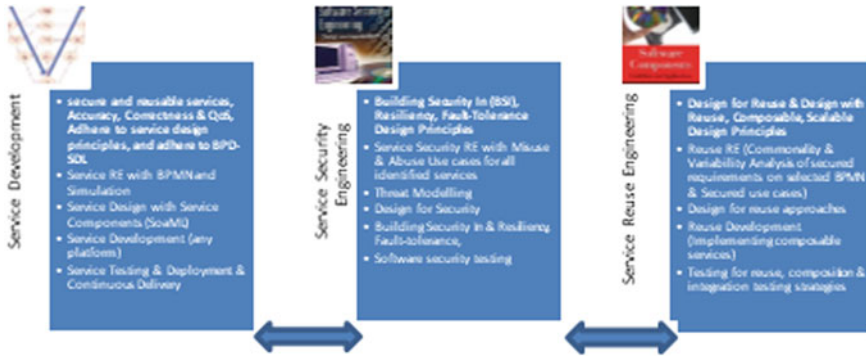 Software Security
Engineering
Software
Components
Service Development
• secure and reusable services,
Accuracy, Correctness & QoS,
Adhere to service design
principles, and adhere to BPD-
SDL
• Service RE with BPMN and
Simulation
• Service Design with Service
Components (SoaML)
• Service Development (any
platform)
• Service Testing & Deployment &
Continuous Delivery
Service Security
Engineering
• Building Security In (BSI),
Resiliency, Fault-Tolerance
Design Principles
• Service Security RE with Misuse
& Abuse Use cases for all
identified services
• Threat Modelling
• Design for Security
• Building Security In & Resiliency,
Fault-tolerance,
• Software security testing
Service Reuse Engineering
• Design for Reuse & Design with
Reuse, Composable, Scalable
Design Principles
• Reuse RE (Commonality &
Variability Analysis of secured
requirements on selected BPMN
& Secured use cases)
• Design for reuse approaches
• Reuse Development
(Implementing composable
services)
• Testing for reuse, composition &
integration testing strategies